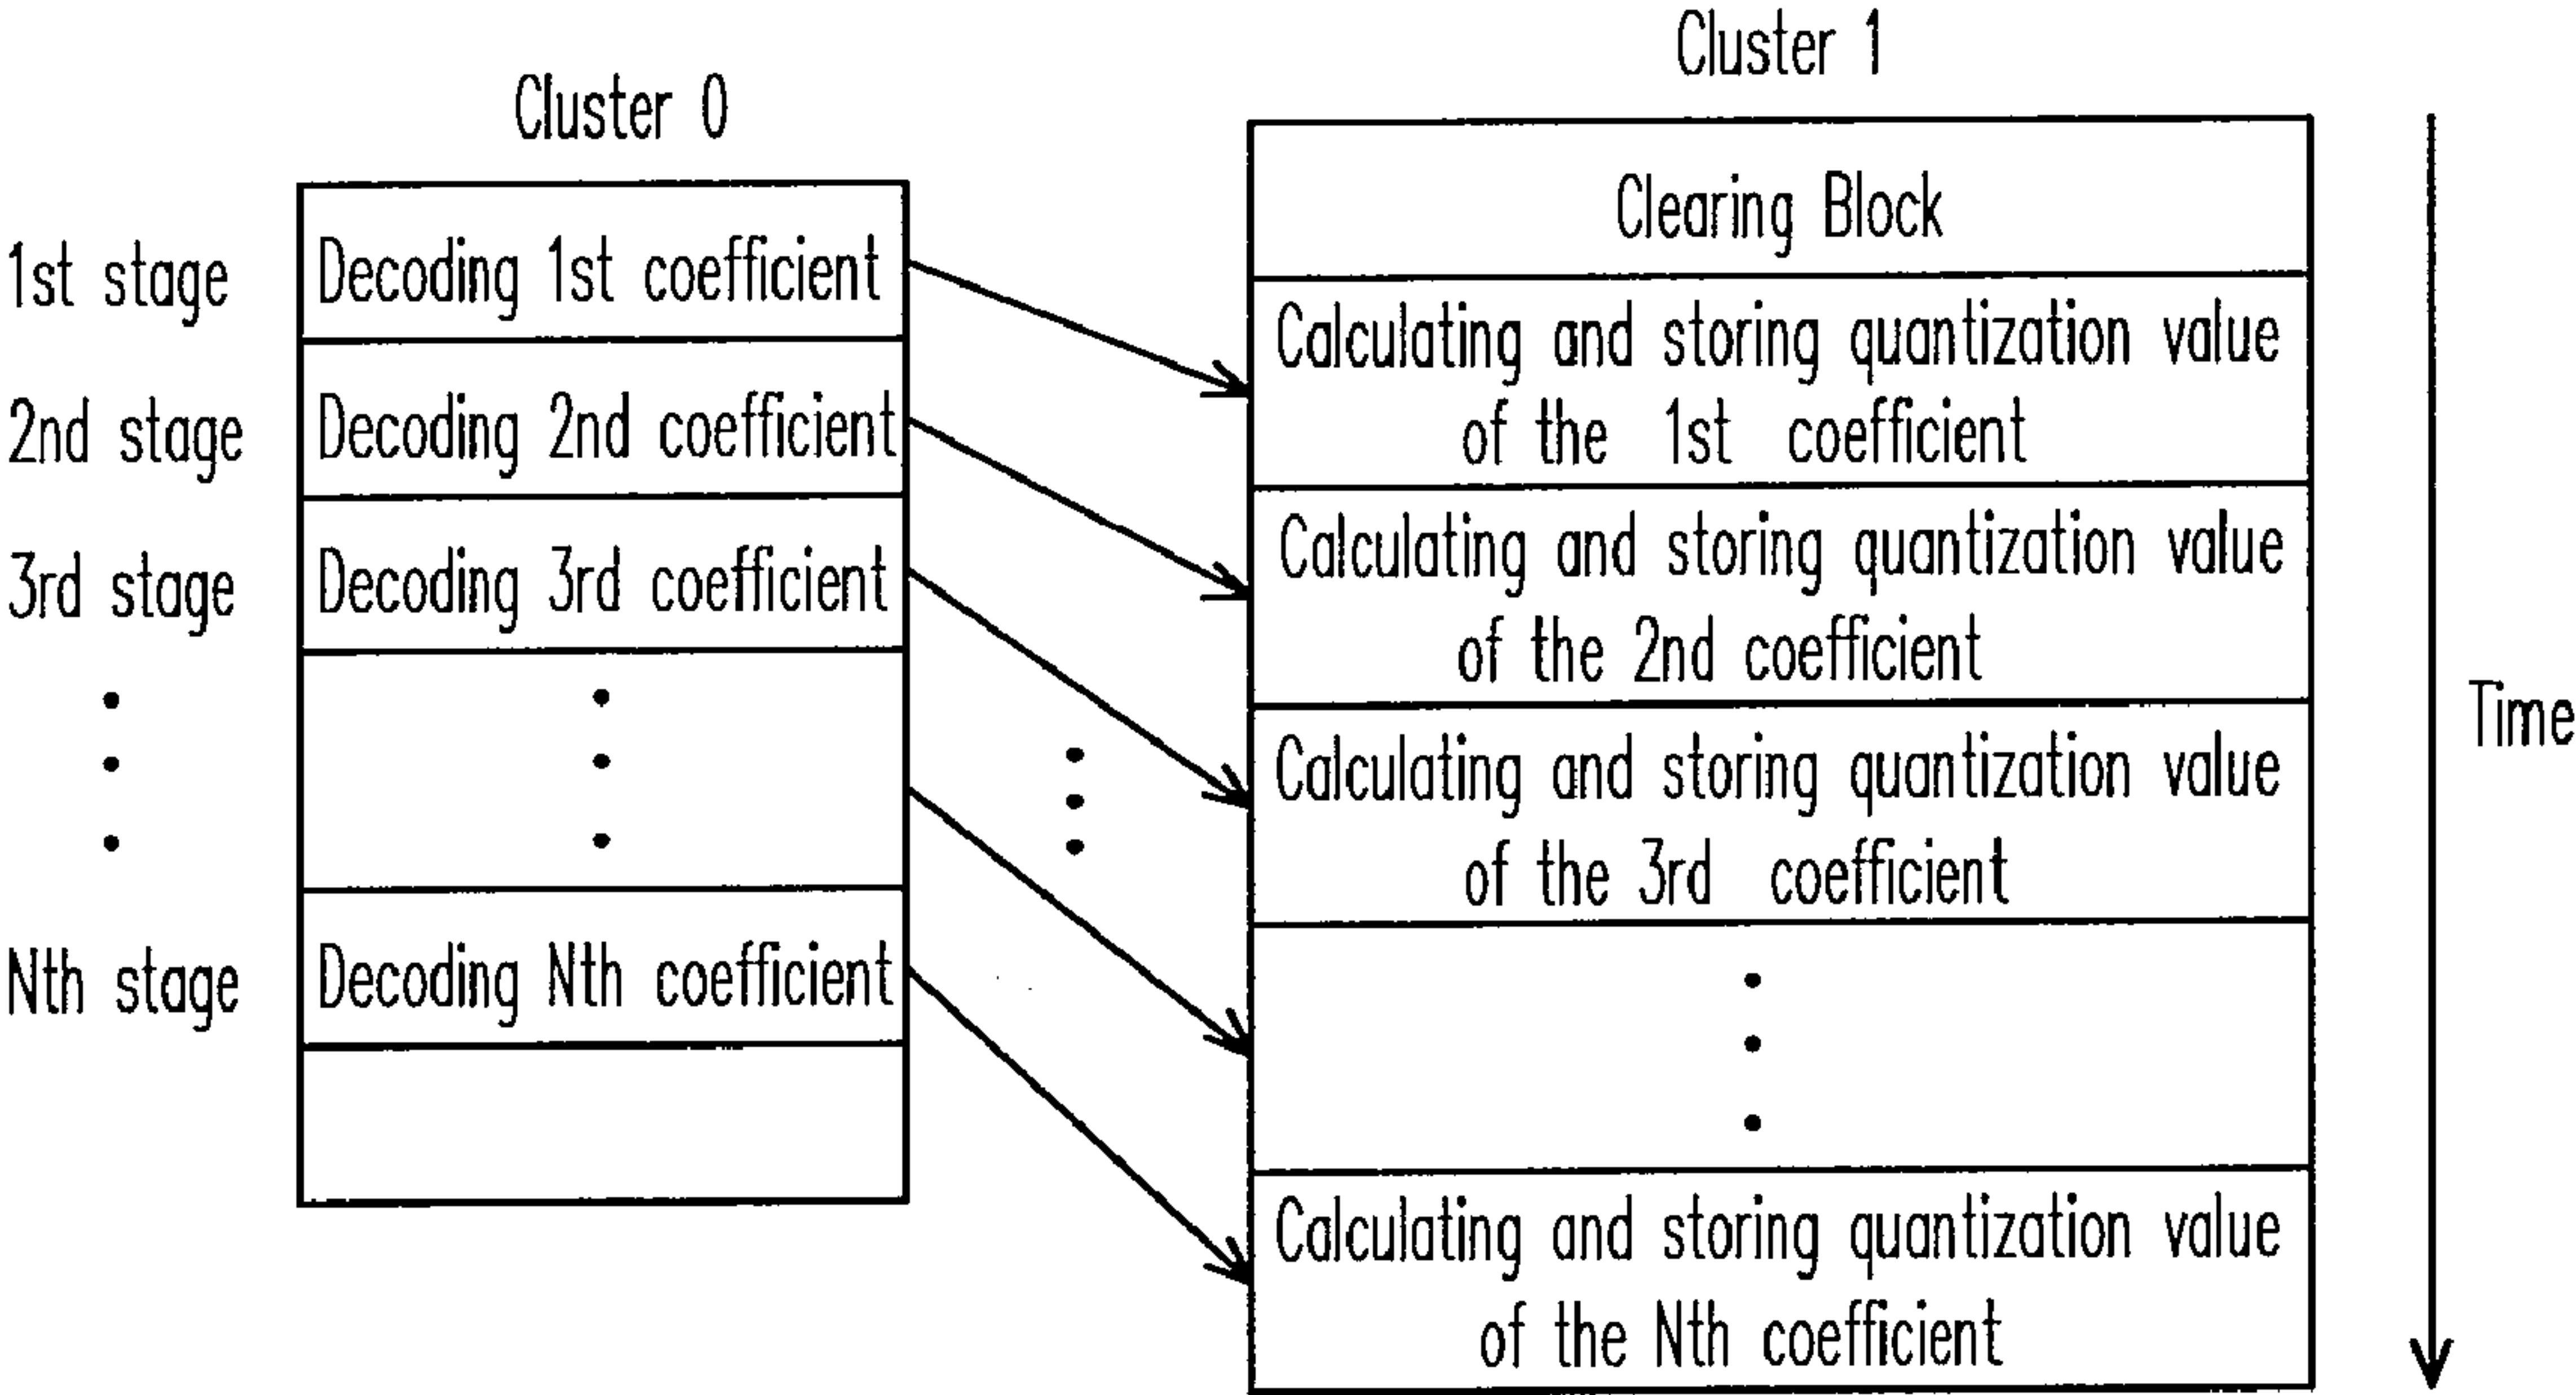 Cluster 0
1st stage
Decoding 1st coefficient
2nd stage
Decoding 2nd coefficient
3rd stage
Decoding 3rd coefficient
Nth stage
Decoding Nth coefficient
Cluster 1
Clearing Block
Calculating and storing quantization value
of the 1st coefficient
Calculating and storing quantization value
of the 2nd coefficient
Calculating and storing quantization value
of the 3rd coefficient
Calculating and storing quantization value
of the Nth coefficient
Time